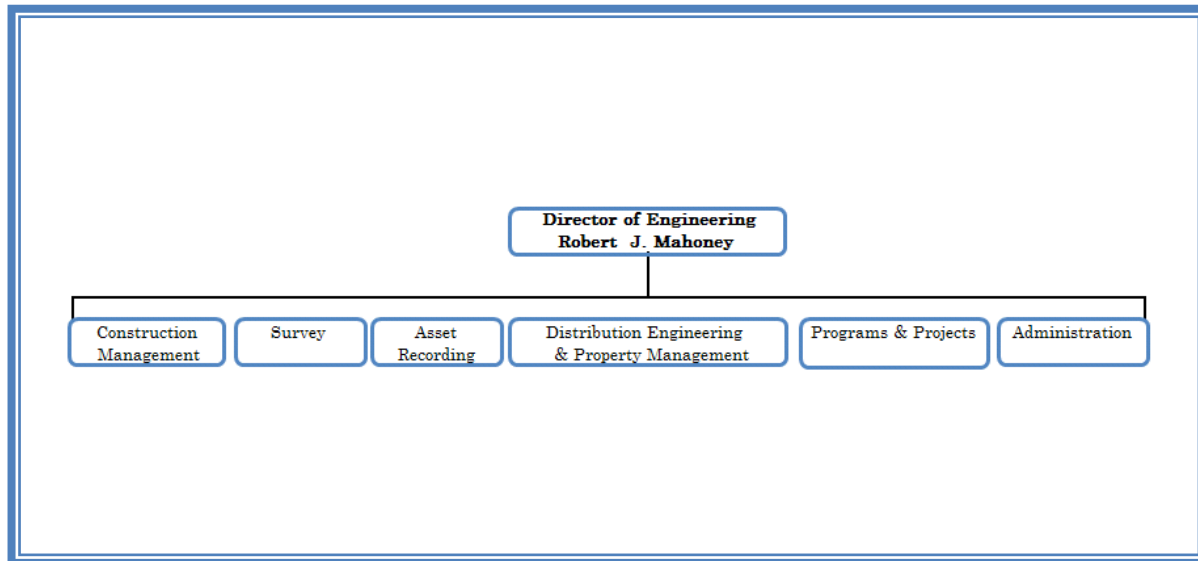 Director of Engineering
Robert J. Mahoney
Construction
Management
Survey
Asset
Recording
Distribution Engineering
& Property Management
Programs & Projects
Administration